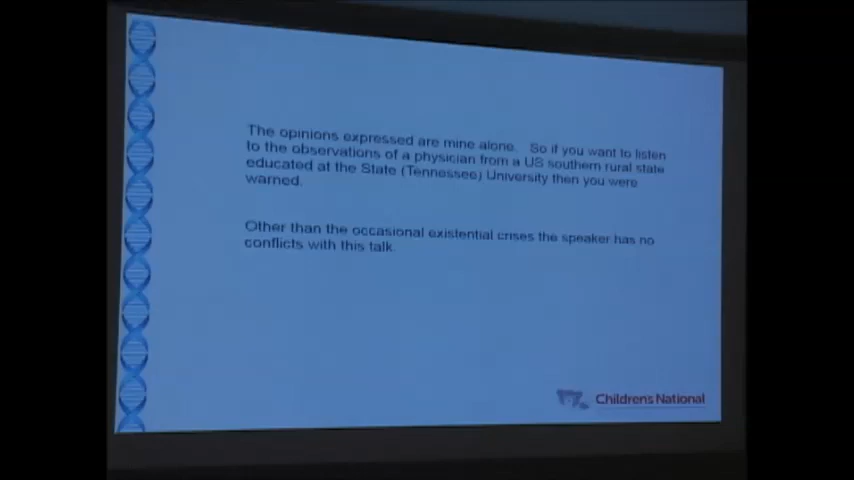 The opinions expressed are mine alone. So if you want to listen
to the observations of a physician from a US southern rural state
educated at the State (Tennessee) University then you were
warned.
Other than the occasional existential crises the speaker has no
conflicts with this talk.
Childrens National